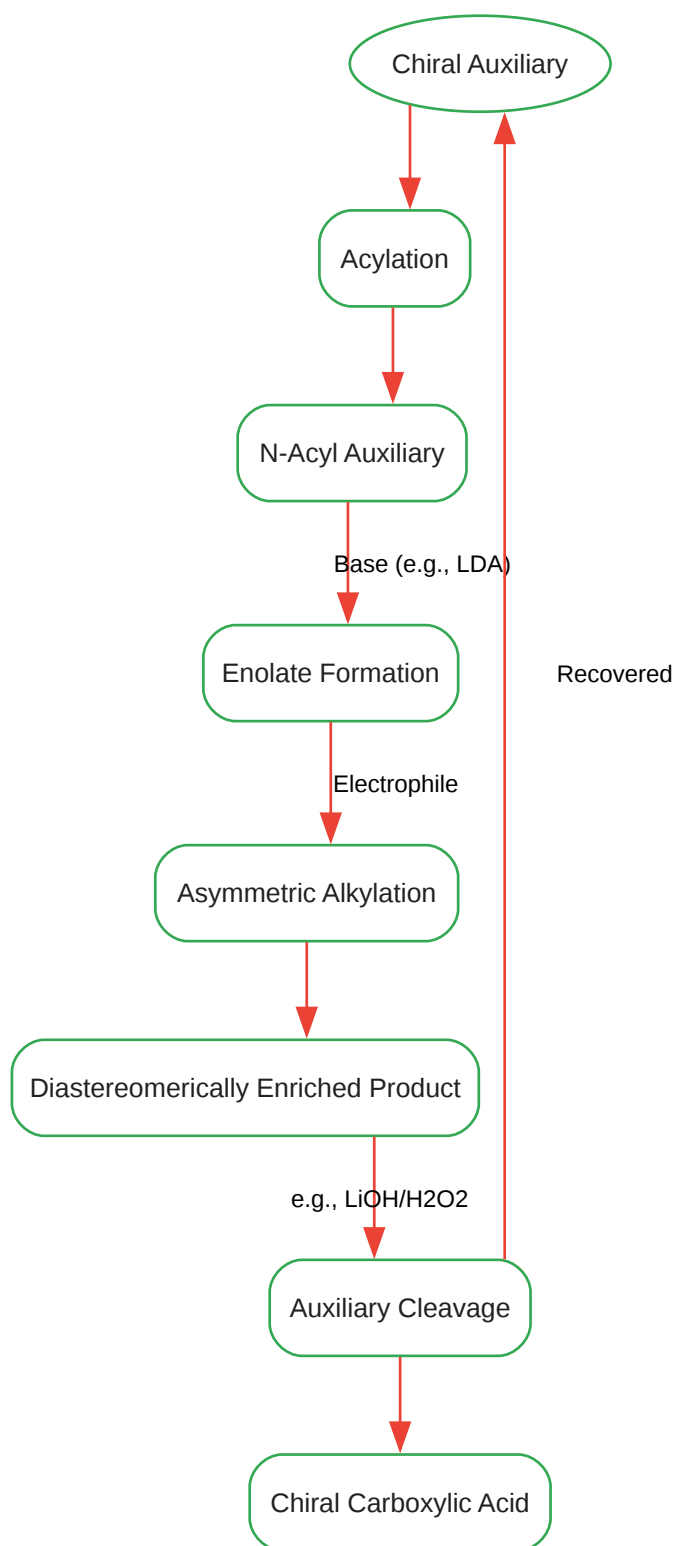 Chiral Auxiliary
Acylation
N-Acyl Auxiliary
Base (e.g., LDA)
Enolate Formation
Recovered
Electrophile
Asymmetric Alkylation
Diastereomerically Enriched Product
e.g., LiOH/H2O2
Auxiliary Cleavage
Chiral Carboxylic Acid